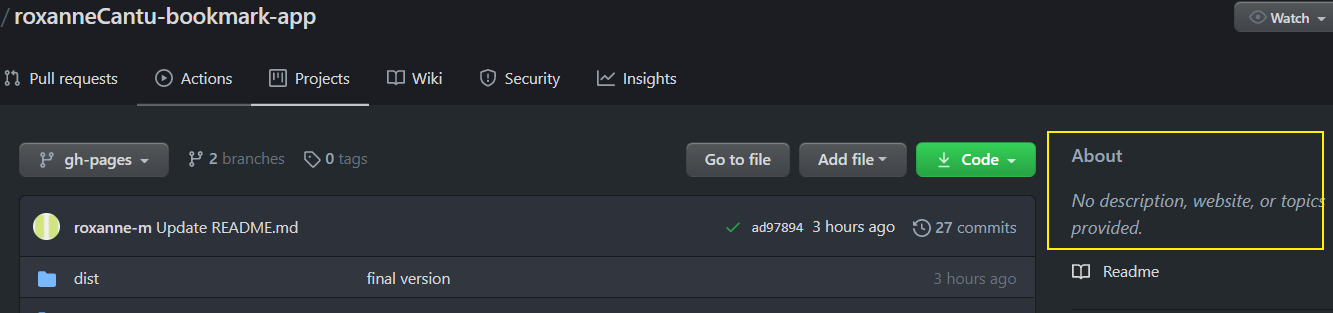 / roxanneCantu-bookmark-app
Watch
Pull requests Actions Projects Wiki Security Insights
gh-pages 2 branches 0 tags Go to file Add file Code
About
No description, website, or topics
provided.
roxanne-m Update README.md ad97894 3 hours ago 27 commits
dist final version 3 hours ago
Readme